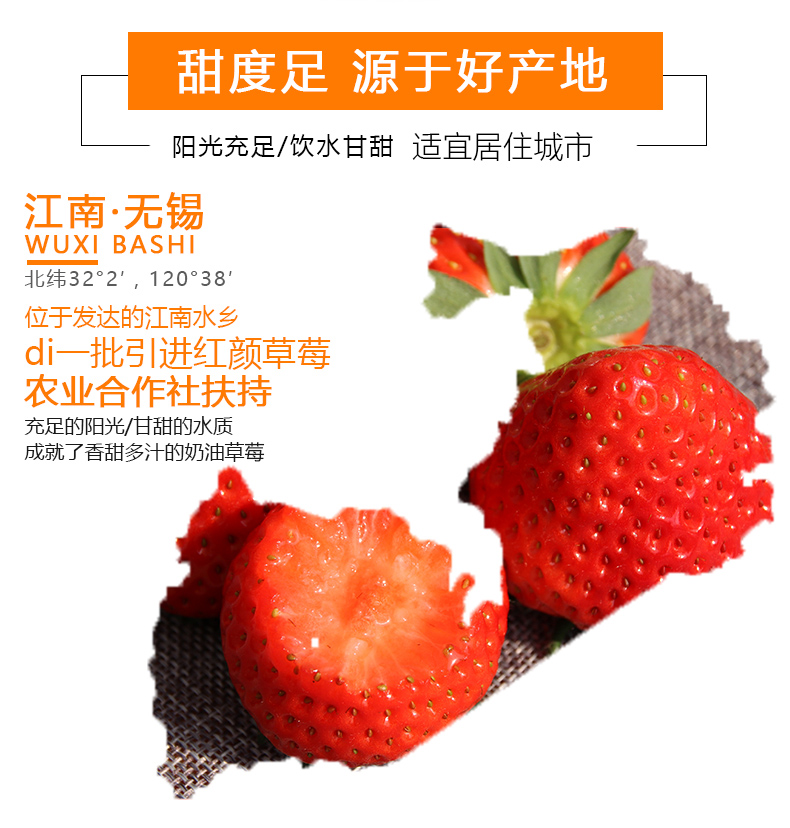 甜度足 源于好产地
阳光充足/饮水甘甜 适宜居住城市
江南·无锡
WUXI BASHI
北纬32°2′，120°38′
位于发达的江南水乡
di一批引进红颜草莓
农业合作社扶持
充足的阳光/甘甜的水质
成就了香甜多汁的奶油草莓